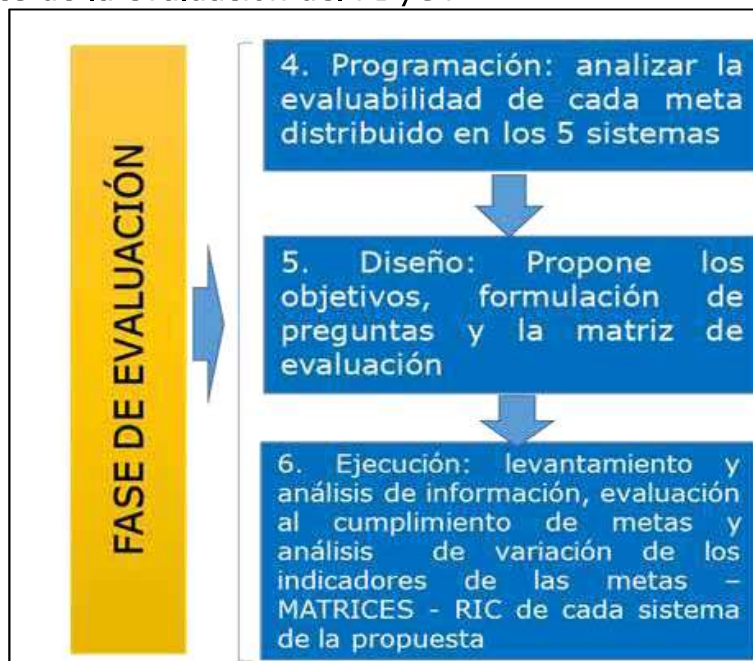 4. Programación: analizar la
evaluabilidad de cada meta
distribuido en los 5 sistemas
FASE DE EVALUACIÓN
5. Diseño: Propone los
objetivos, formulación de
preguntas y la matriz de
evaluación
6. Ejecución: levantamiento y
análisis de información, evaluación
al cumplimiento de metas y
análisis de variación de los
indicadores de las metas –
MATRICES - RIC de cada sistema
de la propuesta